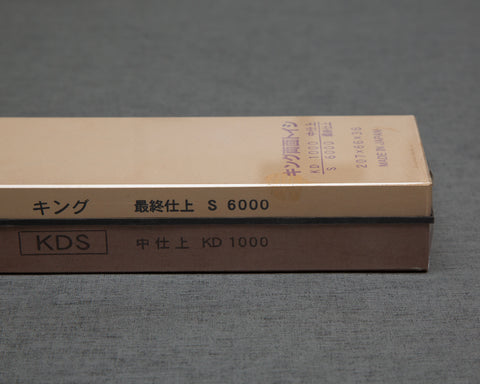 キング両面トイシ
KD 1000 中仕上
S 6000 最終仕上
207×66×36
MADE IN JAPAN
キング 最終仕上 S 6000
KDS 中仕上 KD 1000